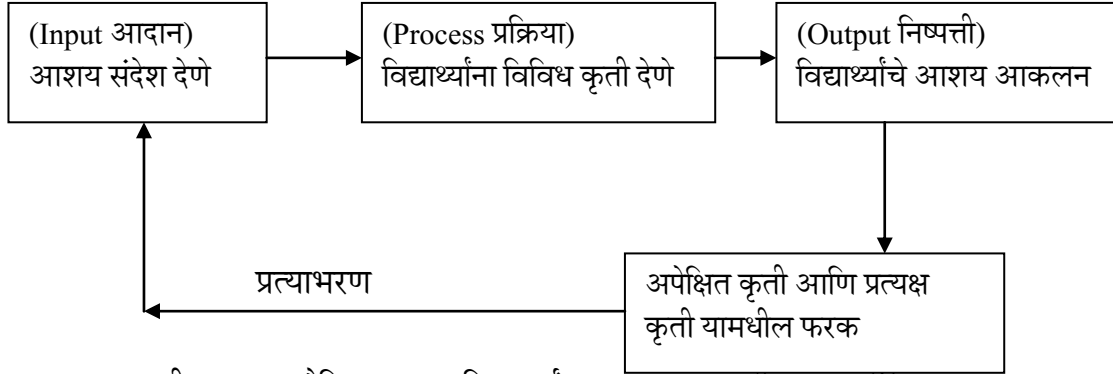 (Input आदान)
आशय संदेश देणे
(Process प्रक्रिया)
विद्यार्थ्यांना विविध कृती देणे
(Output निष्पत्ती)
विद्यार्थ्यांचे आशय आकलन
अपेक्षित कृती आणि प्रत्यक्ष
कृती यामधील फरक
प्रत्याभरण